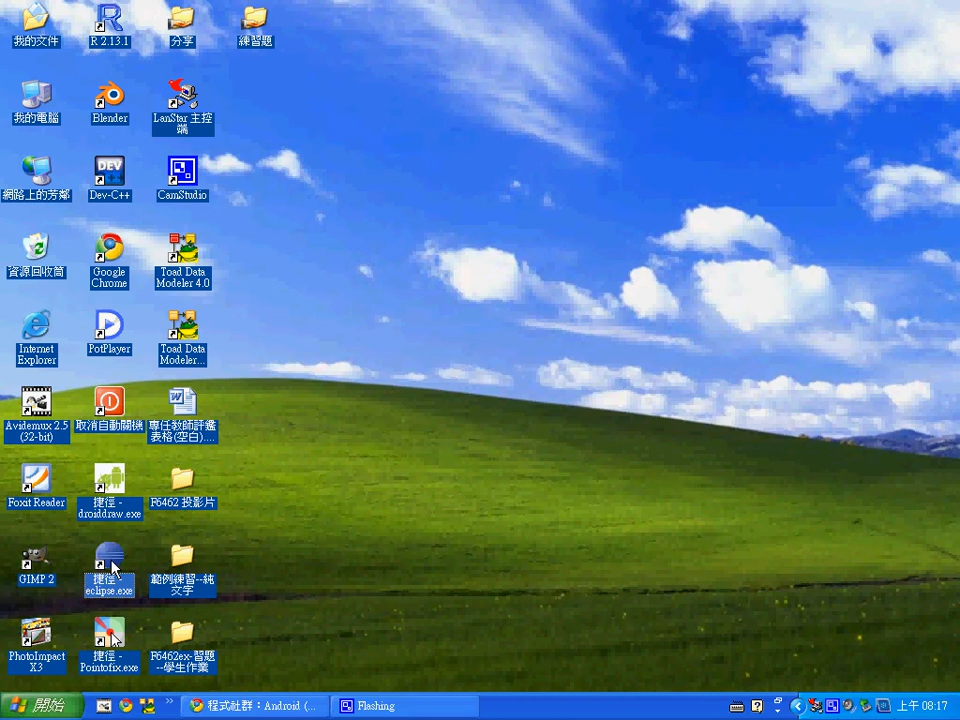 我的文件
R 2.13.1
分享
練習題
我的電腦
Blender
LanStar 主控
端
網路上的芳鄰
DEV
Dev-C++
CamStudio
資源回收筒
Google
Chrome
Toad Data
Modeler 4.0
Internet
Explorer
PotPlayer
Toad Data
Modeler...
Avidemux 2.5
(32-bit)
取消自動關機
專任教師評鑑
表格(空白)....
Foxit Reader
捷徑 -
droiddraw.exe
F6462 投影片
GIMP 2
捷徑 -
eclipse.exe
範例練習--純
文字
PhotoImpact
X3
捷徑 -
Pointofix.exe
F6462ex-習題
--學生作業
開始
程式社群：Android (...
Flashing
上午 08:17